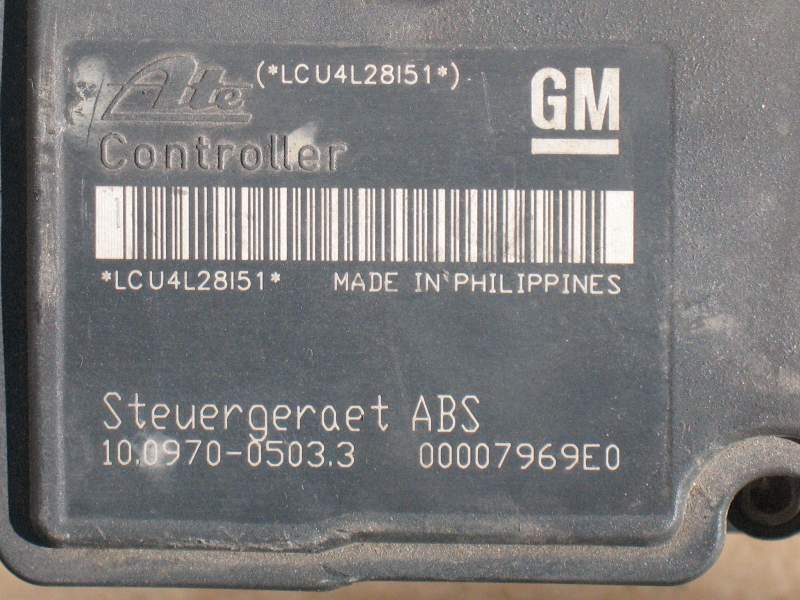 Ate (*LCU4L28I51*) GM
Controller
*LCU4L28I51* MADE IN PHILIPPINES
Steuergeraet ABS
10.0970-0503.3 00007969E0